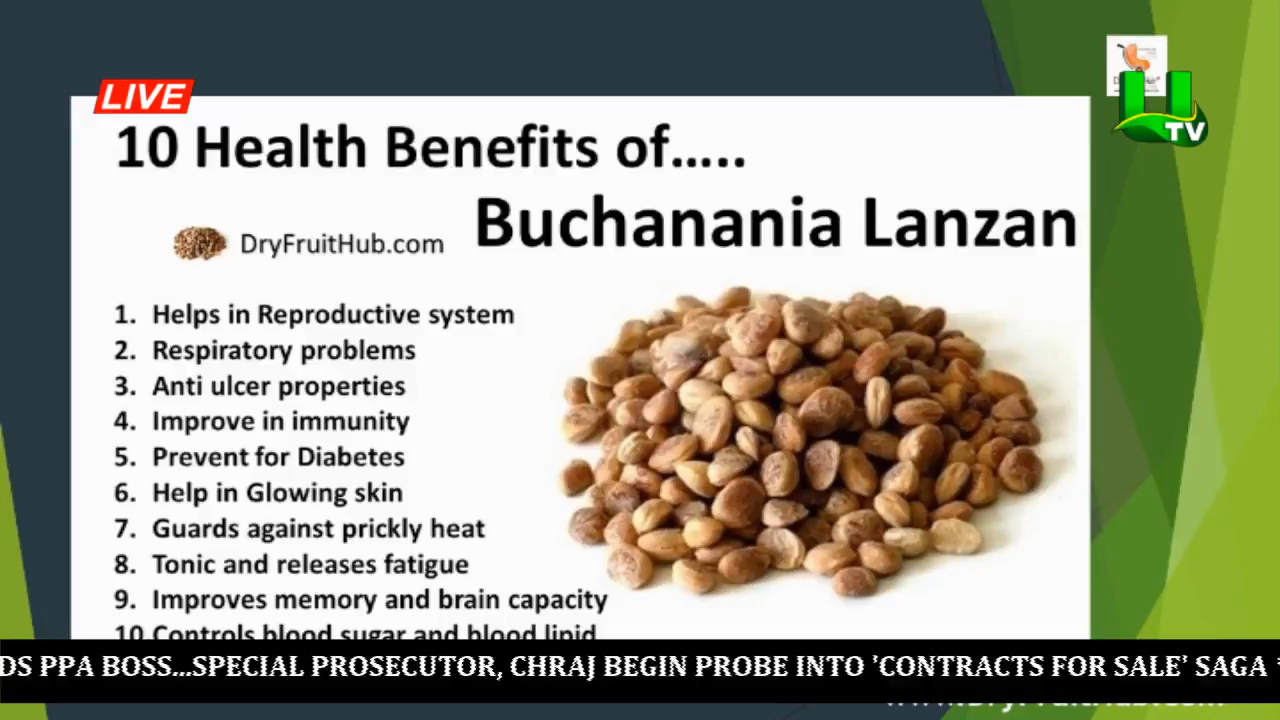 LIVE
TV
10 Health Benefits of.....
Buchanania Lanzan
DryFruitHub.com
1. Helps in Reproductive system
2. Respiratory problems
3. Anti ulcer properties
4. Improve in immunity
5. Prevent for Diabetes
6. Help in Glowing skin
7. Guards against prickly heat
8. Tonic and releases fatigue
9. Improves memory and brain capacity
10 Controls blood sugar and blood lipid
DS PPA BOSS...SPECIAL PROSECUTOR, CHRAJ BEGIN PROBE INTO 'CONTRACTS FOR SALE' SAGA